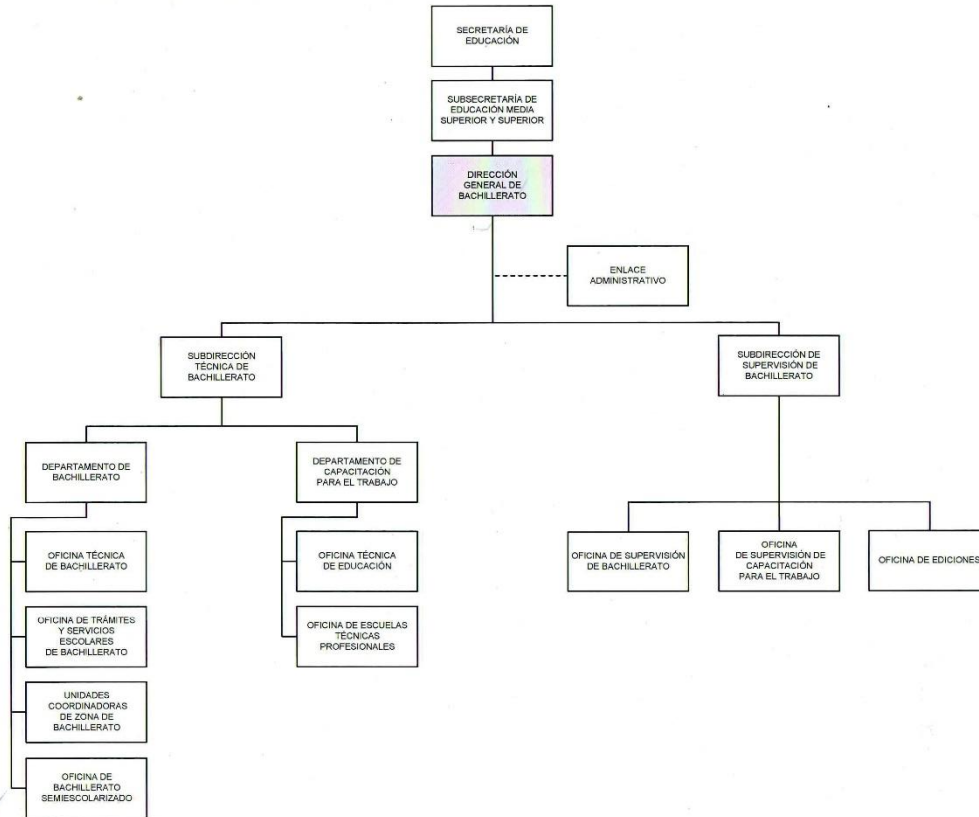 SECRETARÍA DE
EDUCACIÓN
SUBSECRETARÍA DE
EDUCACIÓN MEDIA
SUPERIOR Y SUPERIOR
DIRECCIÓN
GENERAL DE
BACHILLERATO
ENLACE
ADMINISTRATIVO
SUBDIRECCIÓN
TÉCNICA DE
BACHILLERATO
SUBDIRECCIÓN DE
SUPERVISIÓN DE
BACHILLERATO
DEPARTAMENTO DE
BACHILLERATO
DEPARTAMENTO DE
CAPACITACIÓN
PARA EL TRABAJO
OFICINA TÉCNICA
DE BACHILLERATO
OFICINA DE TRÁMITES
Y SERVICIOS
ESCOLARES
DE BACHILLERATO
UNIDADES
COORDINADORAS
DE ZONA DE
BACHILLERATO
OFICINA DE
BACHILLERATO
SEMIESCOLARIZADO
OFICINA TÉCNICA
DE EDUCACIÓN
OFICINA DE ESCUELAS
TÉCNICAS
PROFESIONALES
OFICINA DE SUPERVISIÓN
DE BACHILLERATO
OFICINA
DE SUPERVISIÓN DE
CAPACITACIÓN
PARA EL TRABAJO
OFICINA DE EDICIONES